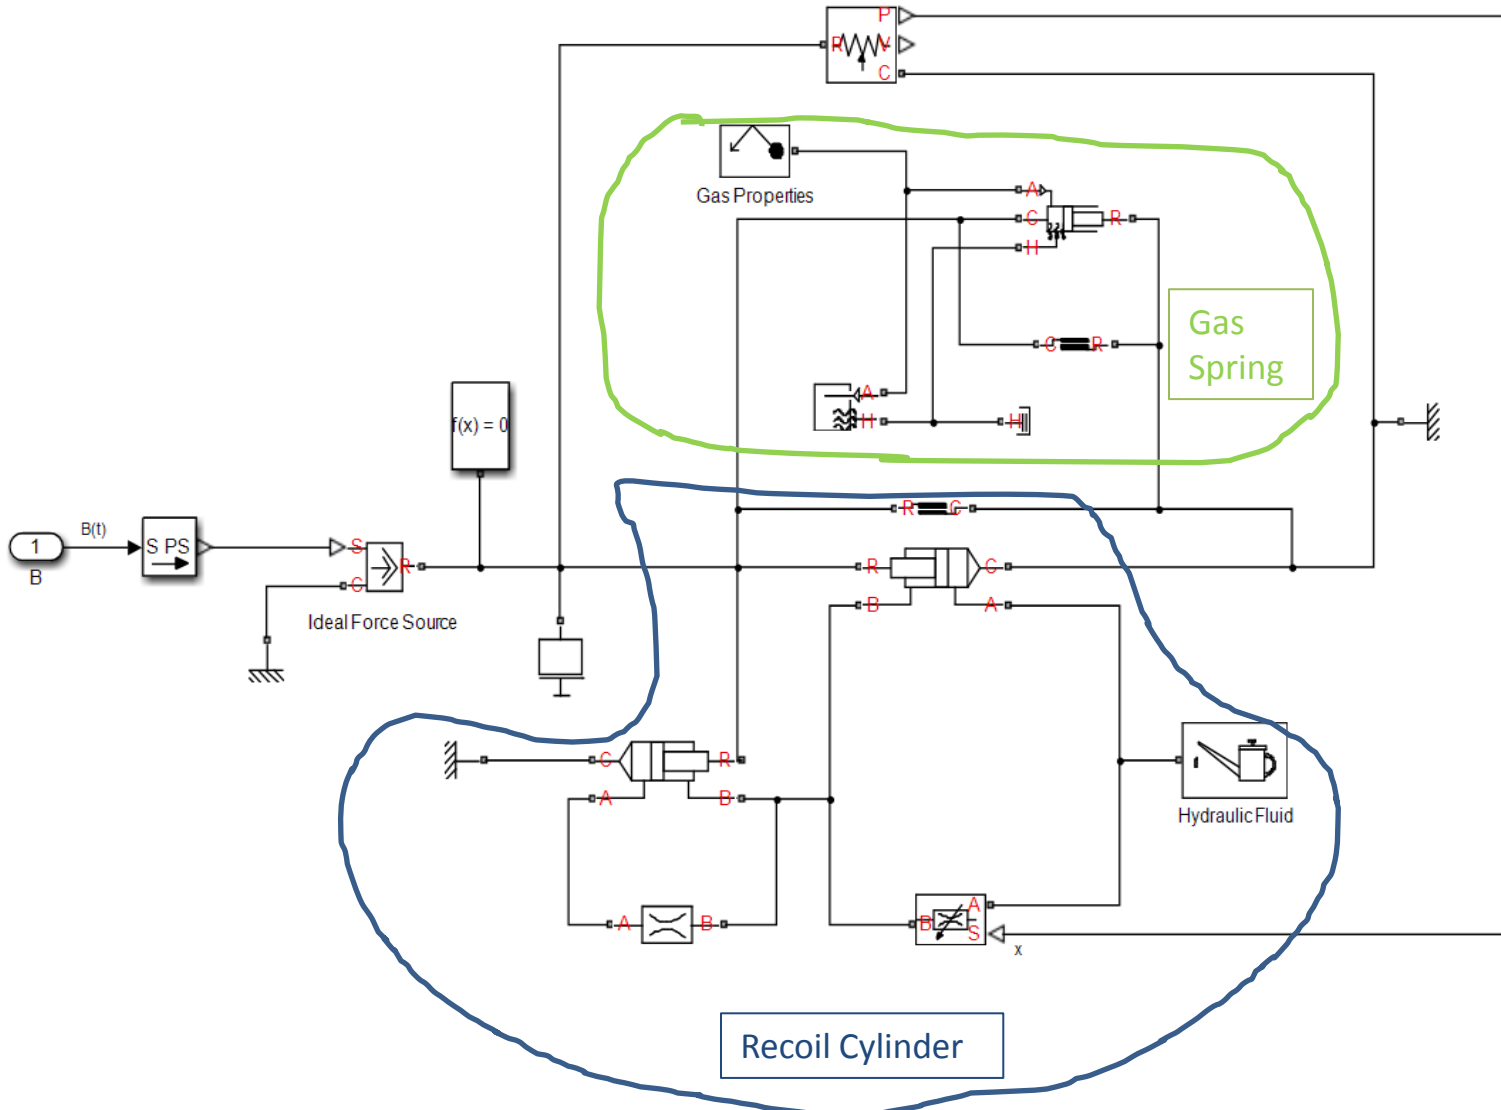 P
R
V
C
Gas Properties
A
C
R
H
Gas
Spring
C
R
A
H
H
f(x) = 0
R
C
B(t)
1
S PS
S
B
R
C
Ideal Force Source
R
C
B
A
C
R
A
B
Hydraulic Fluid
A
B
A
B
S
x
Recoil Cylinder